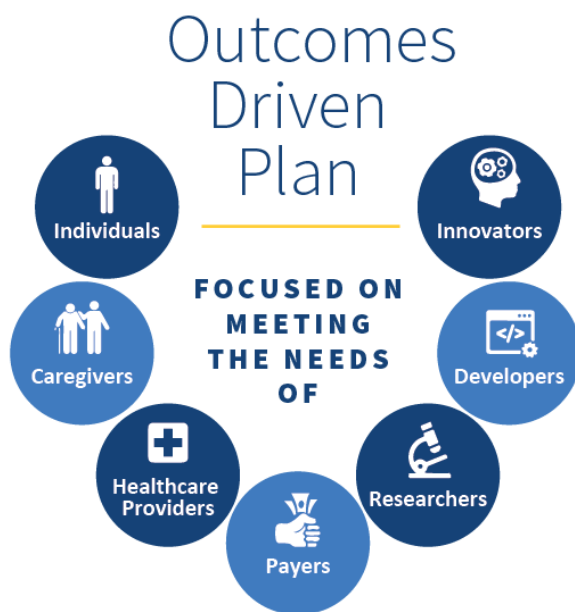 Outcomes
Driven
Plan
FOCUSED ON
MEETING
THE NEEDS
OF
Individuals
Caregivers
Healthcare
Providers
Payers
Researchers
Developers
Innovators